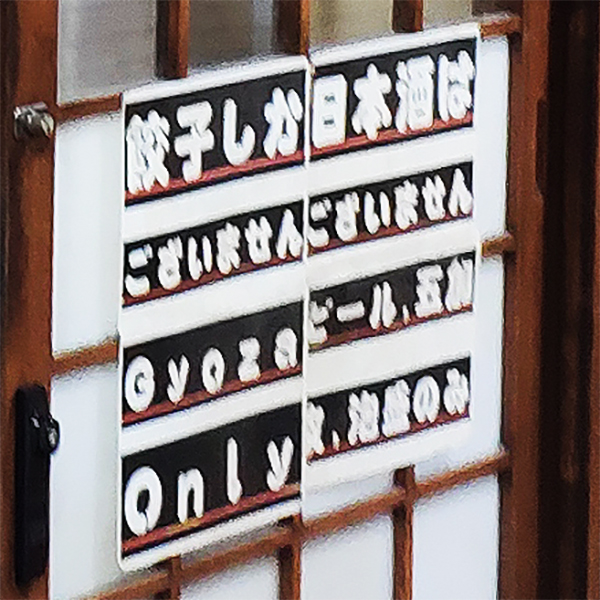 餃子しか
ございません
Gyoza
Only
日本酒は
ございません
ビール、五加
、泡盛のみ